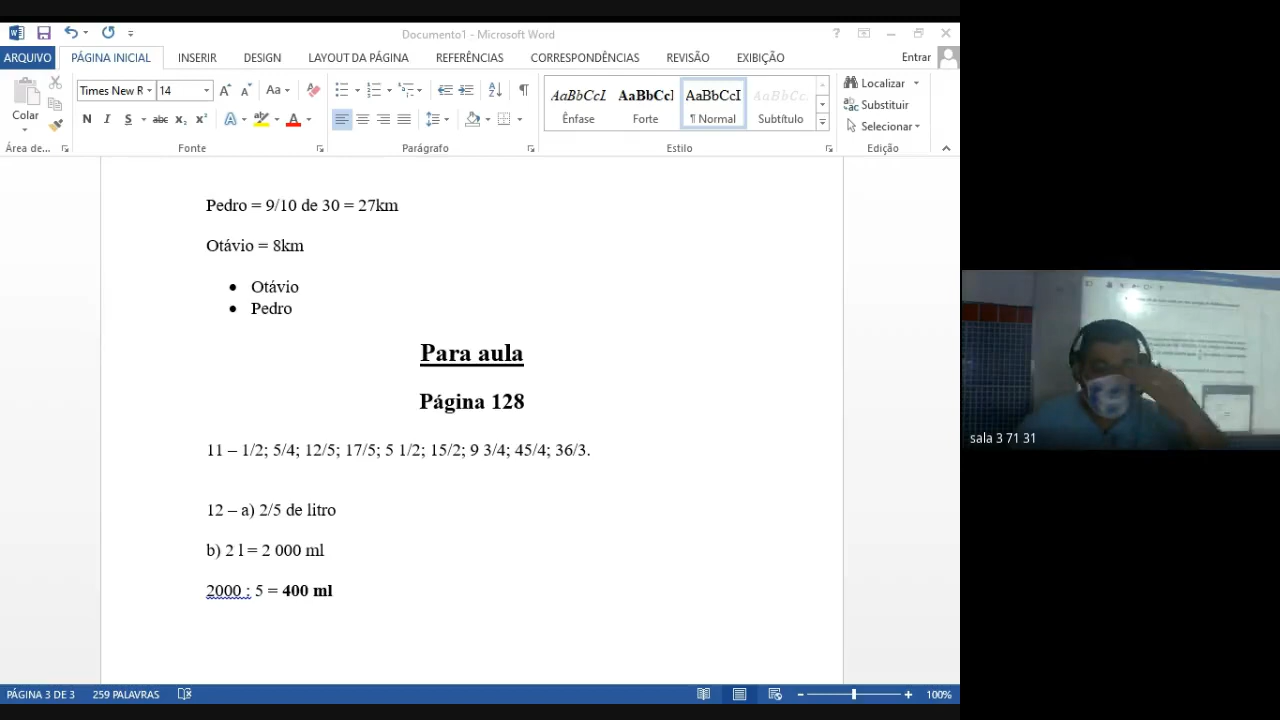 Documento1 - Microsoft Word
ARQUIVO PÁGINA INICIAL INSERIR DESIGN LAYOUT DA PÁGINA REFERÊNCIAS CORRESPONDÊNCIAS REVISÃO EXIBIÇÃO Entrar
Times New R 14 Aa AaBbCcI AaBbCcI AaBbCcI AaBbCc Localizar
Colar N I S abc x₂ x² A ab A Ênfase Forte ¶ Normal Subtítulo Substituir
Selecionar
Área de... Fonte Parágrafo Estilo Edição
Pedro = 9/10 de 30 = 27km
Otávio = 8km
• Otávio
• Pedro
Para aula
Página 128
11 – 1/2; 5/4; 12/5; 17/5; 5 1/2; 15/2; 9 3/4; 45/4; 36/3.
12 – a) 2/5 de litro
b) 2 l = 2 000 ml
2000 : 5 = 400 ml
sala 3 71 31
PÁGINA 3 DE 3 259 PALAVRAS 100%